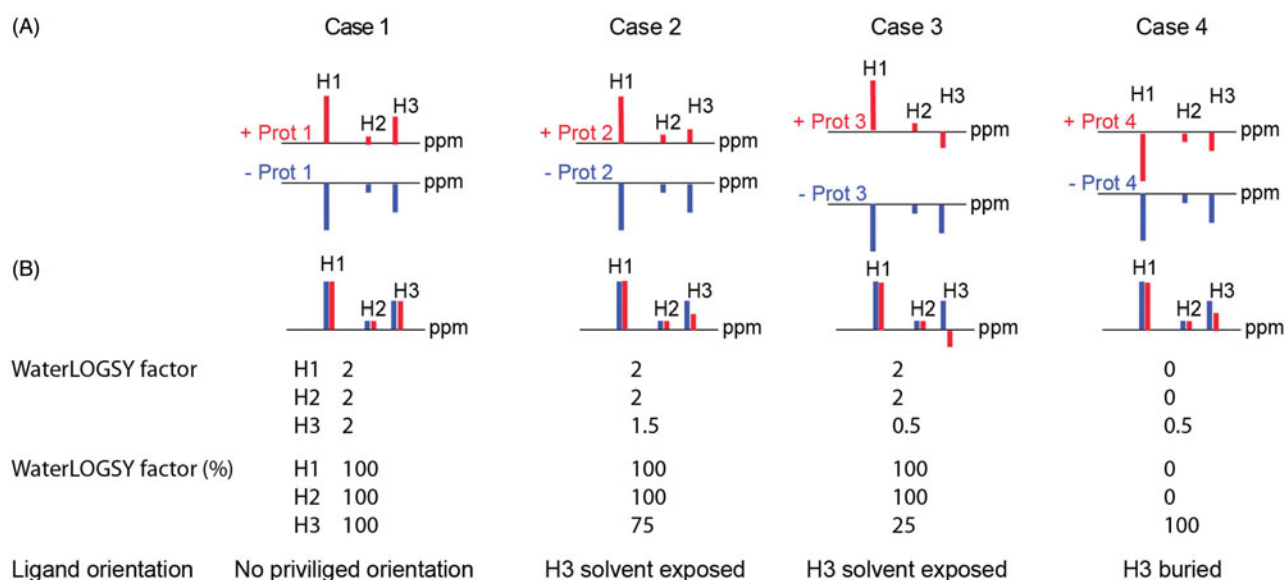 (A) Case 1 Case 2 Case 3 Case 4
H1 H2 H3 H1 H2 H3 H1 H2 H3 H1 H2 H3
+ Prot 1 ppm + Prot 2 ppm + Prot 3 ppm + Prot 4 ppm
- Prot 1 ppm - Prot 2 ppm - Prot 3 ppm - Prot 4 ppm
(B) H1 H2 H3 ppm H1 H2 H3 ppm H1 H2 H3 ppm H1 H2 H3 ppm
WaterLOGSY factor H1 2 2 2 0
H2 2 2 2 0
H3 2 1.5 0.5 0.5
WaterLOGSY factor (%) H1 100 100 100 0
H2 100 100 100 0
H3 100 75 25 100
Ligand orientation No priviliged orientation H3 solvent exposed H3 solvent exposed H3 buried